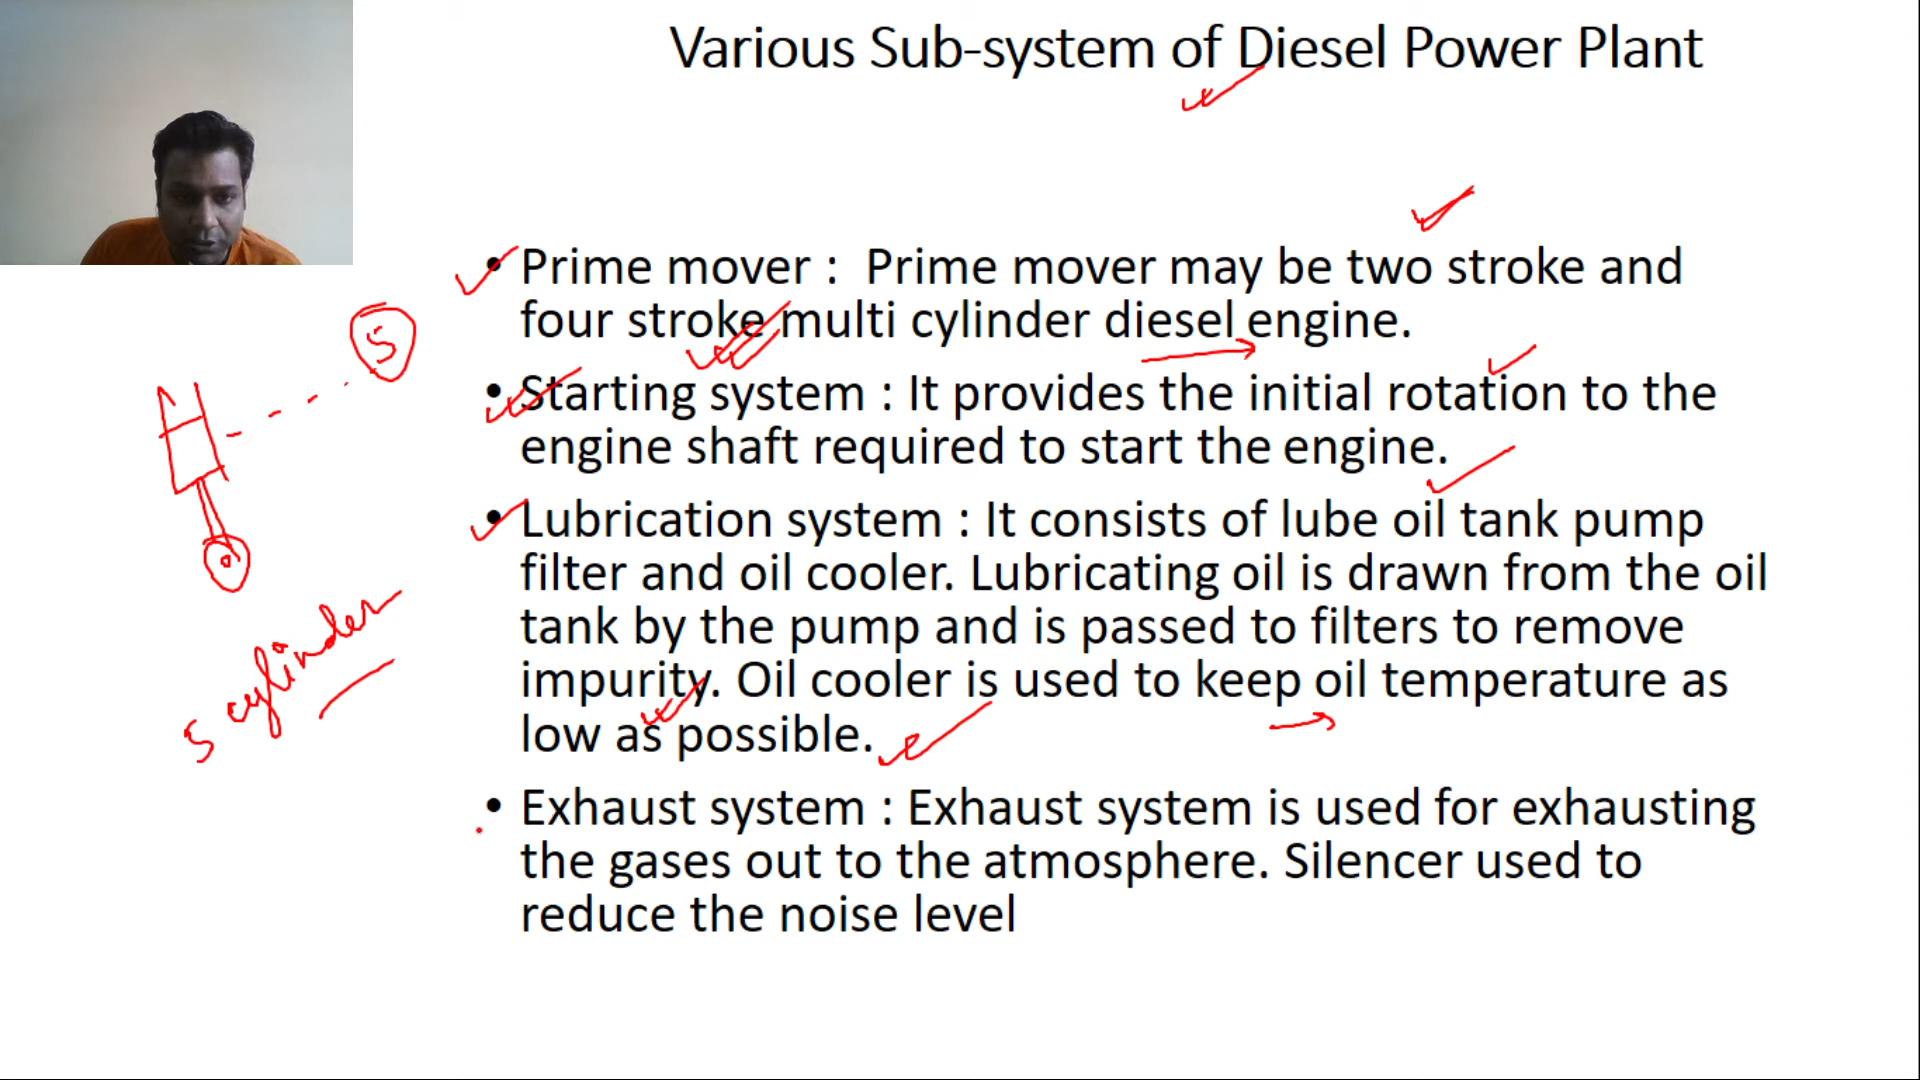 Various Sub-system of Diesel Power Plant
• Prime mover : Prime mover may be two stroke and
four stroke multi cylinder diesel engine.
• Starting system : It provides the initial rotation to the
engine shaft required to start the engine.
• Lubrication system : It consists of lube oil tank pump
filter and oil cooler. Lubricating oil is drawn from the oil
tank by the pump and is passed to filters to remove
impurity. Oil cooler is used to keep oil temperature as
low as possible.
• Exhaust system : Exhaust system is used for exhausting
the gases out to the atmosphere. Silencer used to
reduce the noise level
5
5 cylinder